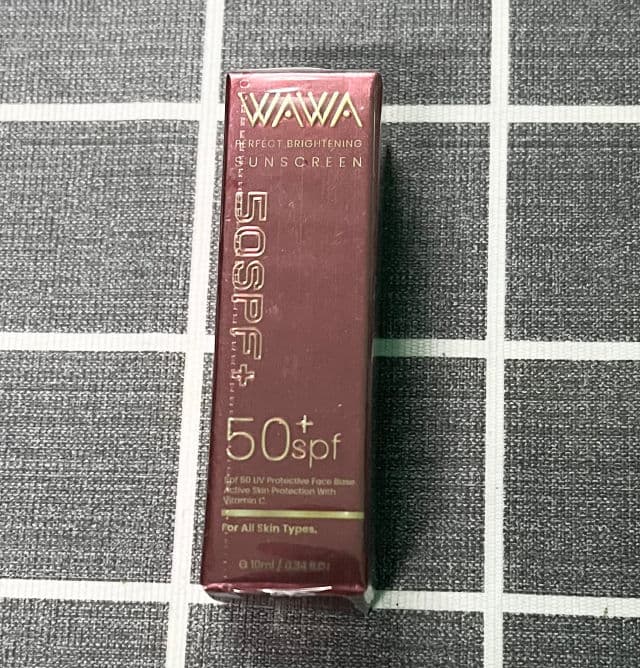 WAWA
PERFECT BRIGHTENING
SUNSCREEN
50SPF+
50+spf
Spf 50 UV Protective Face Base
Active Skin Protection With
Vitamin C.
For All Skin Types.
e 10ml / 0.34 fl.oz